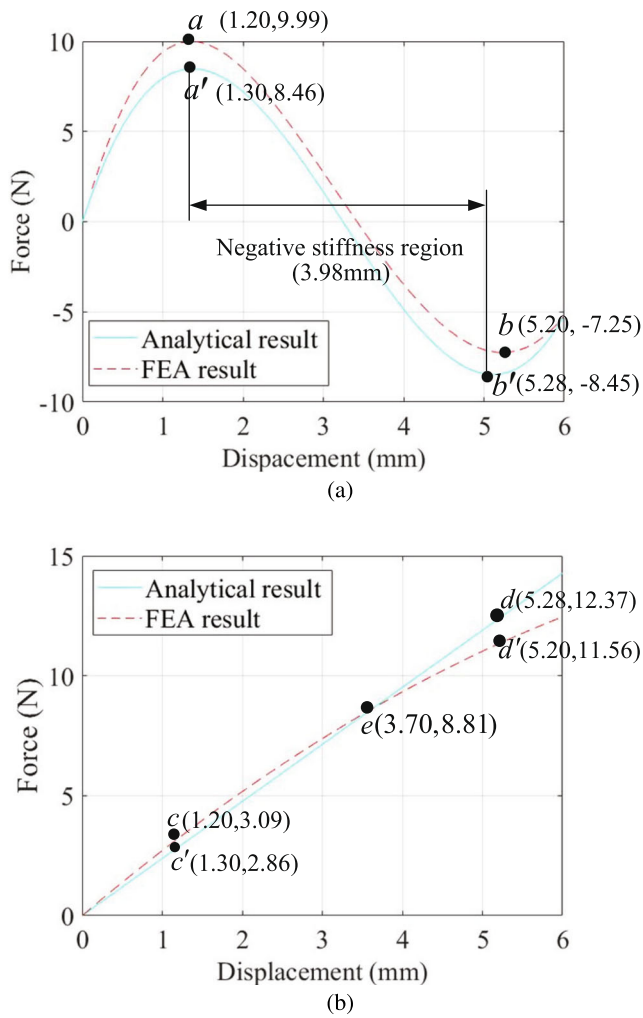 a (1.20,9.99)
10
a′ (1.30,8.46)
5
Force (N)
0
Negative stiffness region
(3.98mm)
-5
b (5.20, -7.25)
Analytical result
FEA result
b′ (5.28, -8.45)
-10
0 1 2 3 4 5 6
Dispacement (mm)
(a)
15
Analytical result
FEA result
d(5.28,12.37)
d′(5.20,11.56)
10
Force (N)
e(3.70,8.81)
5
c(1.20,3.09)
c′(1.30,2.86)
0
0 1 2 3 4 5 6
Displacement (mm)
(b)